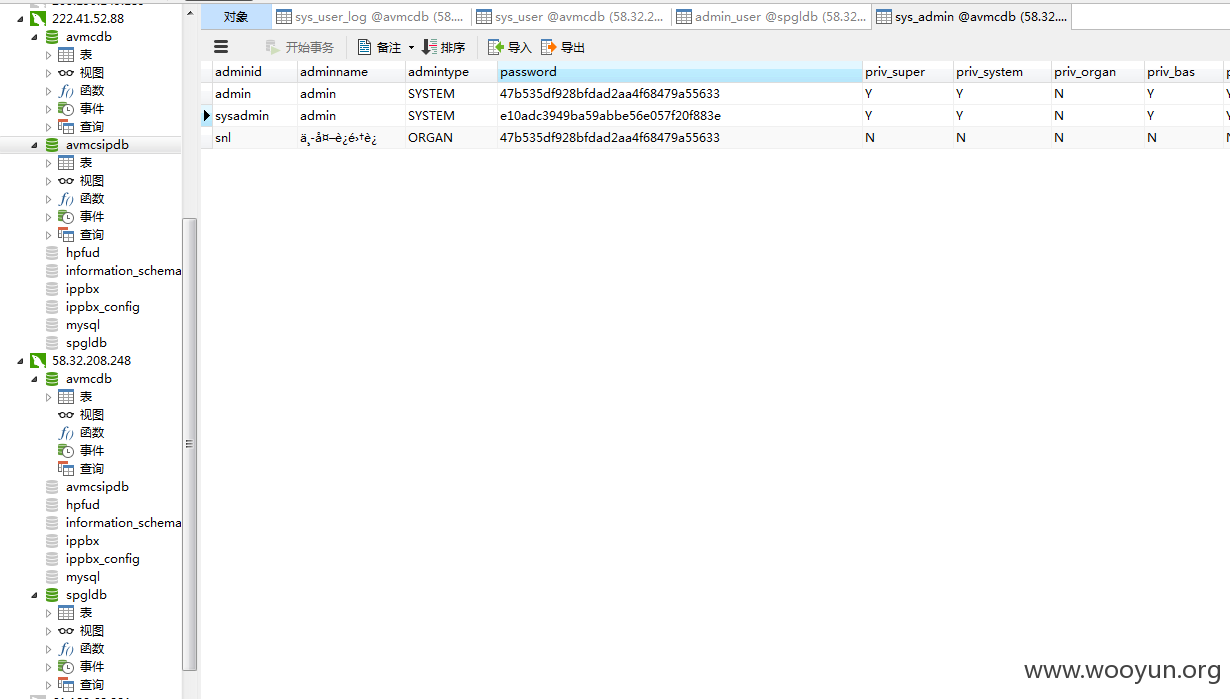 222.41.52.88
avmcdb
表
视图
函数
事件
查询
avmcsipdb
表
视图
函数
事件
查询
hpfud
information_schema
ippbx
ippbx_config
mysql
spgldb
58.32.208.248
avmcdb
表
视图
函数
事件
查询
avmcsipdb
hpfud
information_schema
ippbx
ippbx_config
mysql
spgldb
表
视图
函数
事件
查询
对象 sys_user_log @avmcdb (58.... sys_user @avmcdb (58.32.2... admin_user @spgldb (58.32... sys_admin @avmcdb (58.32....
开始事务 备注 排序 导入 导出
adminid adminname admintype password priv_super priv_system priv_organ priv_bas
admin admin SYSTEM 47b535df928bfdad2aa4f68479a55633 Y Y N Y
sysadmin admin SYSTEM e10adc3949ba59abbe56e057f20f883e Y Y N Y
snl ä¸­å¤–è¿é›†è¿ ORGAN 47b535df928bfdad2aa4f68479a55633 N N N N
www.wooyun.org